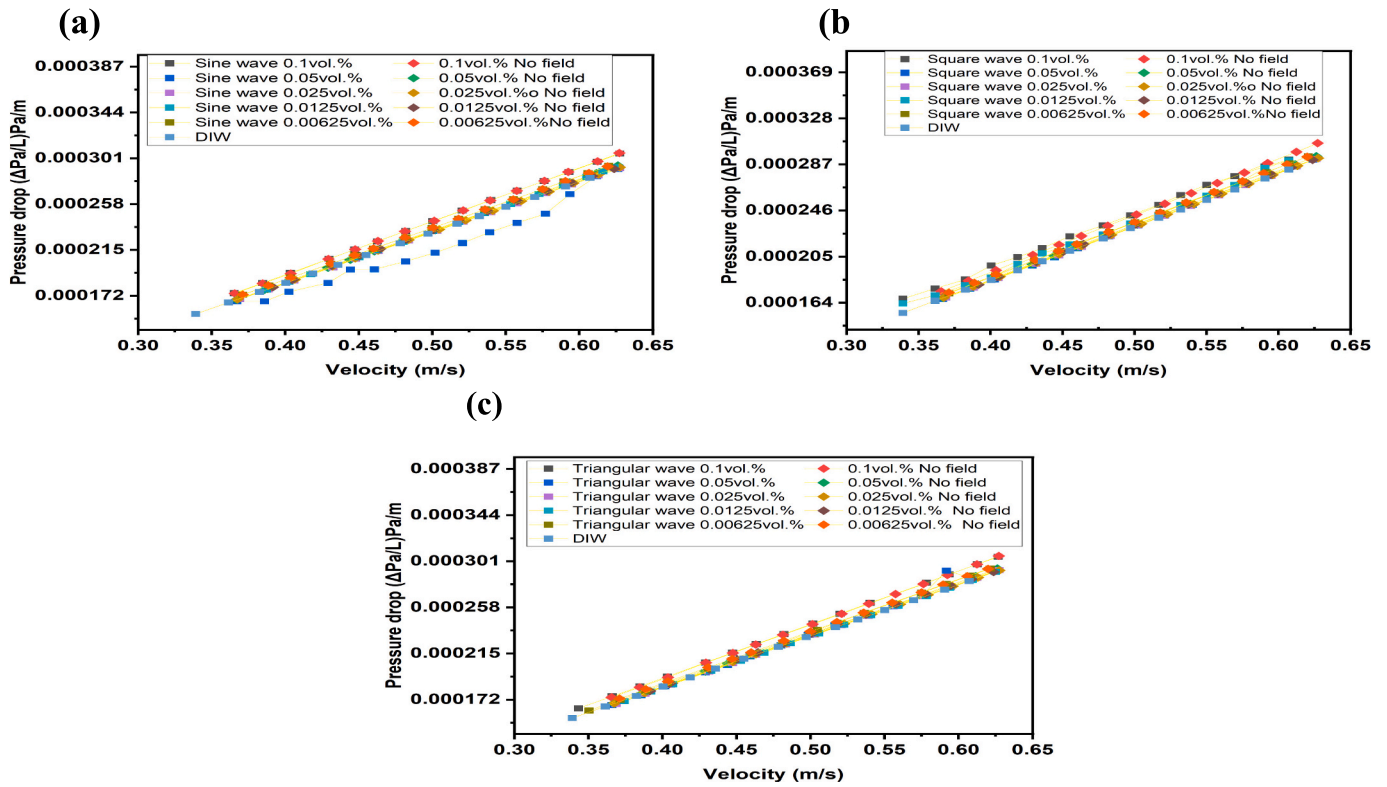 (a)
Sine wave 0.1vol.% 0.1vol.% No field
Sine wave 0.05vol.% 0.05vol.% No field
Sine wave 0.025vol.% 0.025vol.%o No field
Sine wave 0.0125vol.% 0.0125vol.% No field
Sine wave 0.00625vol.% 0.00625vol.%No field
DIW
0.000387
0.000344
0.000301
0.000258
0.000215
0.000172
Pressure drop (ΔPa/L)Pa/m
0.30 0.35 0.40 0.45 0.50 0.55 0.60 0.65
Velocity (m/s)
(b)
Square wave 0.1vol.% 0.1vol.% No field
Square wave 0.05vol.% 0.05vol.% No field
Square wave 0.025vol.% 0.025vol.%o No field
Square wave 0.0125vol.% 0.0125vol.% No field
Square wave 0.00625vol.% 0.00625vol.%No field
DIW
0.000369
0.000328
0.000287
0.000246
0.000205
0.000164
Pressure drop (ΔPa/L)Pa/m
0.30 0.35 0.40 0.45 0.50 0.55 0.60 0.65
Velocity (m/s)
(c)
Triangular wave 0.1vol.% 0.1vol.% No field
Triangular wave 0.05vol.% 0.05vol.% No field
Triangular wave 0.025vol.% 0.025vol.% No field
Triangular wave 0.0125vol.% 0.0125vol.% No field
Triangular wave 0.00625vol.% 0.00625vol.% No field
DIW
0.000387
0.000344
0.000301
0.000258
0.000215
0.000172
Pressure drop (ΔPa/L)Pa/m
0.30 0.35 0.40 0.45 0.50 0.55 0.60 0.65
Velocity (m/s)